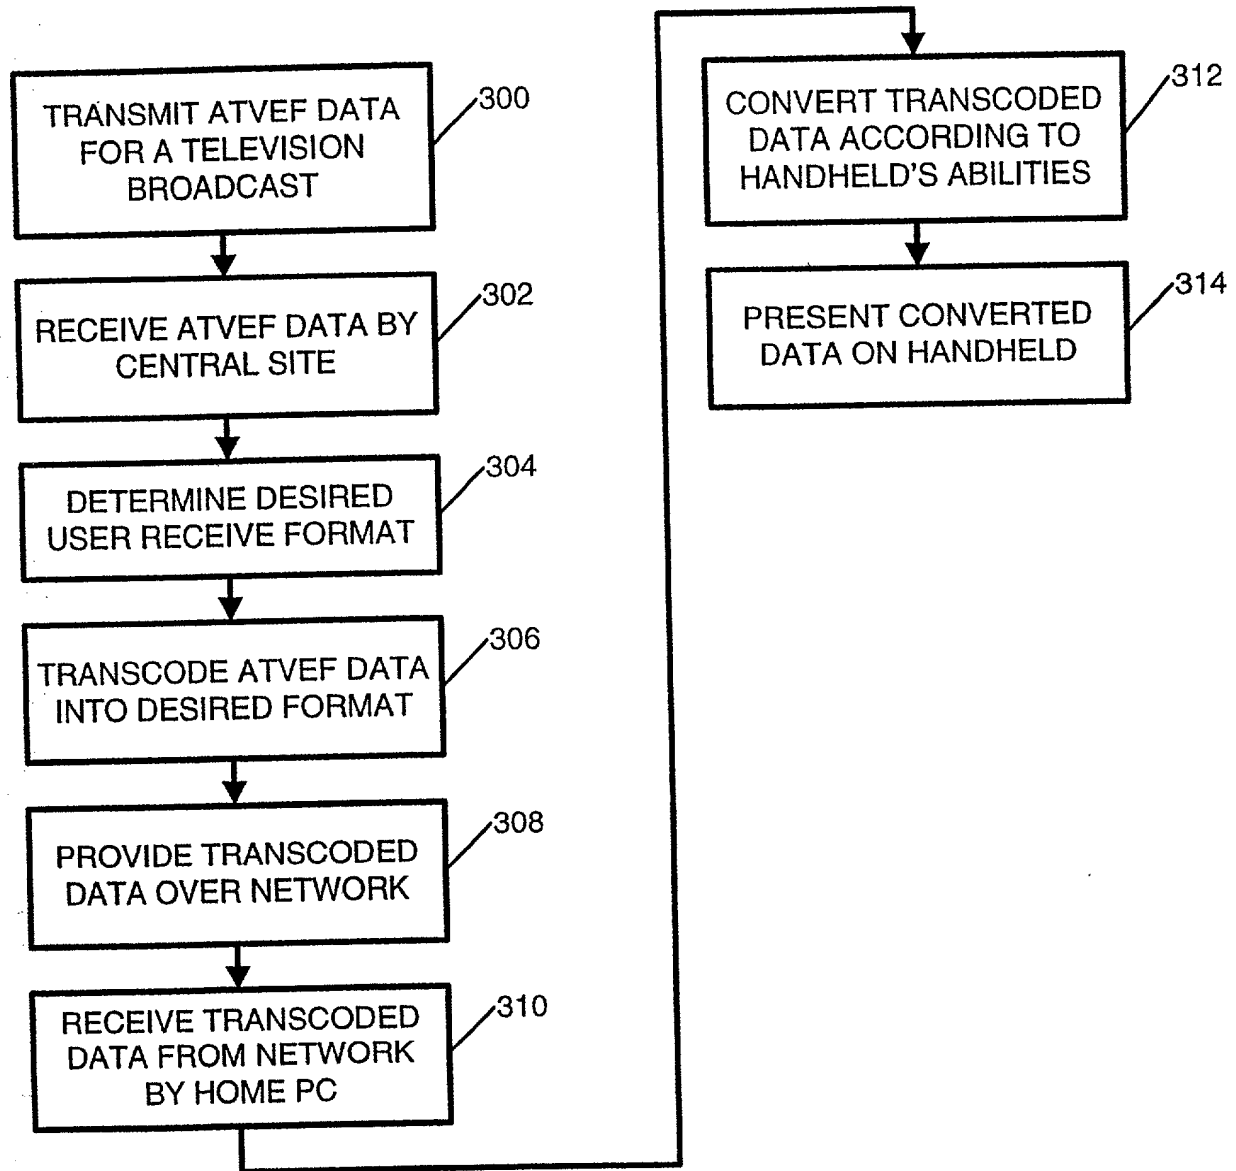 TRANSMIT ATVEF DATA
FOR A TELEVISION
BROADCAST
300
RECEIVE ATVEF DATA BY
CENTRAL SITE
302
DETERMINE DESIRED
USER RECEIVE FORMAT
304
TRANSCODE ATVEF DATA
INTO DESIRED FORMAT
306
PROVIDE TRANSCODED
DATA OVER NETWORK
308
RECEIVE TRANSCODED
DATA FROM NETWORK
BY HOME PC
310
CONVERT TRANSCODED
DATA ACCORDING TO
HANDHELD'S ABILITIES
312
PRESENT CONVERTED
DATA ON HANDHELD
314